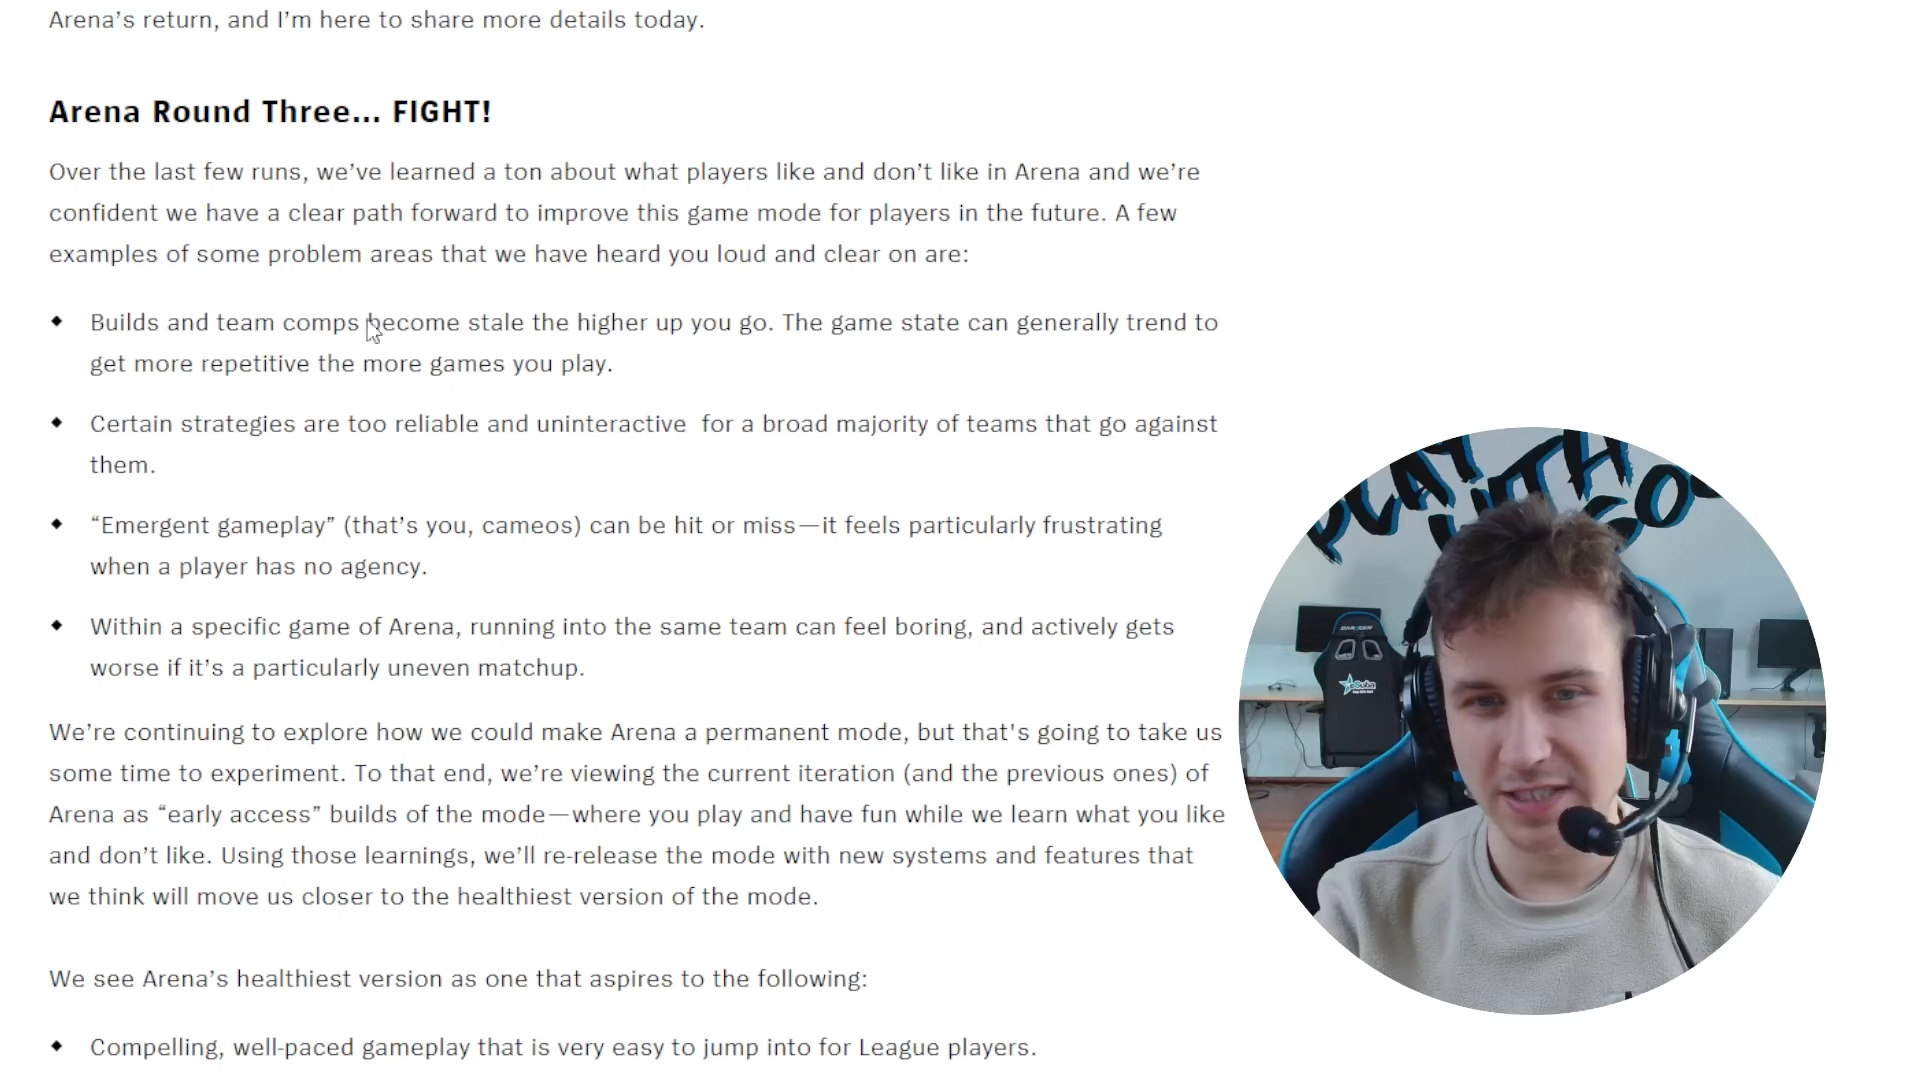 Arena’s return, and I’m here to share more details today.
Arena Round Three... FIGHT!
Over the last few runs, we’ve learned a ton about what players like and don’t like in Arena and we’re
confident we have a clear path forward to improve this game mode for players in the future. A few
examples of some problem areas that we have heard you loud and clear on are:
Builds and team comps become stale the higher up you go. The game state can generally trend to
get more repetitive the more games you play.
Certain strategies are too reliable and uninteractive  for a broad majority of teams that go against
them.
“Emergent gameplay” (that’s you, cameos) can be hit or miss—it feels particularly frustrating
when a player has no agency.
Within a specific game of Arena, running into the same team can feel boring, and actively gets
worse if it’s a particularly uneven matchup.
We’re continuing to explore how we could make Arena a permanent mode, but that's going to take us
some time to experiment. To that end, we’re viewing the current iteration (and the previous ones) of
Arena as “early access” builds of the mode—where you play and have fun while we learn what you like
and don’t like. Using those learnings, we’ll re-release the mode with new systems and features that
we think will move us closer to the healthiest version of the mode.
We see Arena’s healthiest version as one that aspires to the following:
Compelling, well-paced gameplay that is very easy to jump into for League players.
PLAY
WITH
eSuba